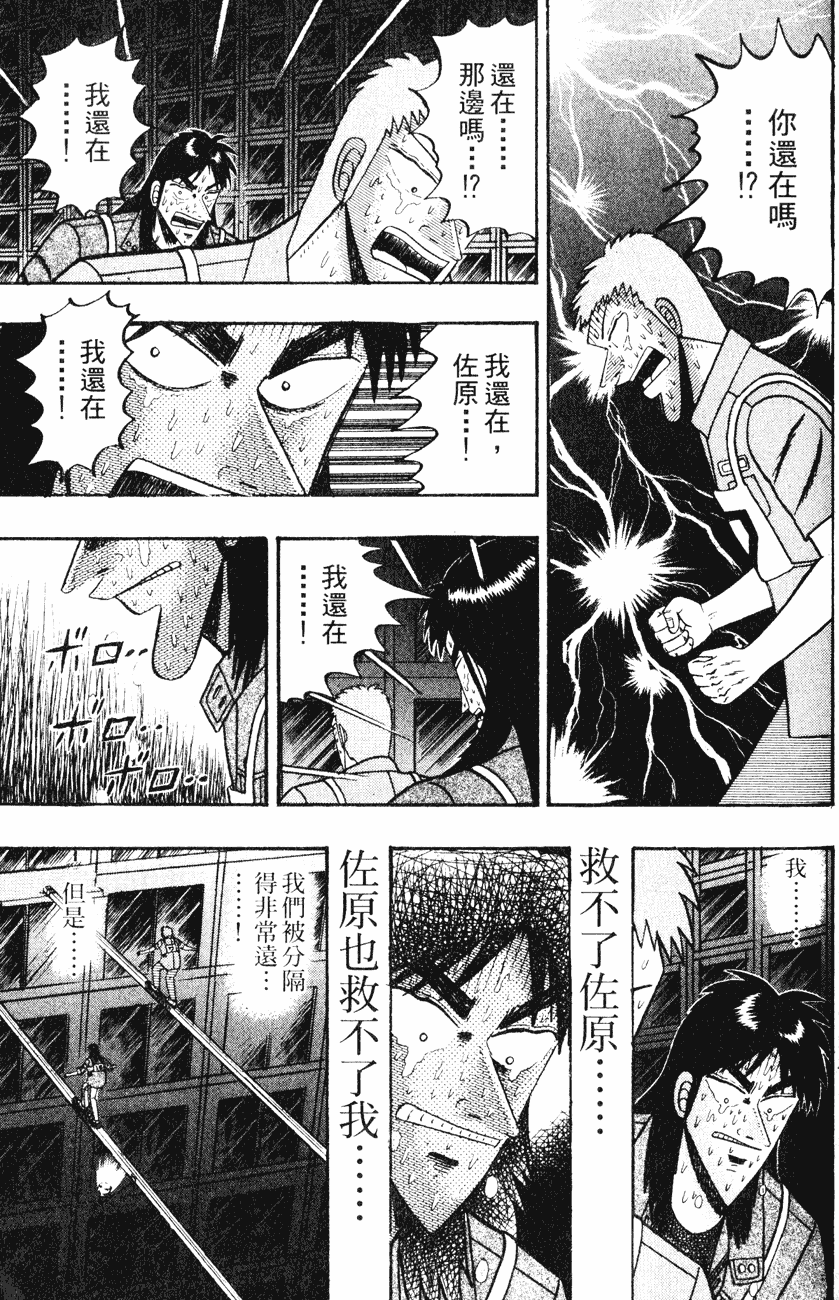 你還在嗎
……!?
還在……
那邊嗎…!?
我還在
……!
我還在，
佐原…!
我還在
……!
我還在
……!
ボロ‥
ボロ‥
ボロ‥
我……
救不了佐原……
佐原也救不了我……
我們被分隔
得非常遠…
……!
但是……